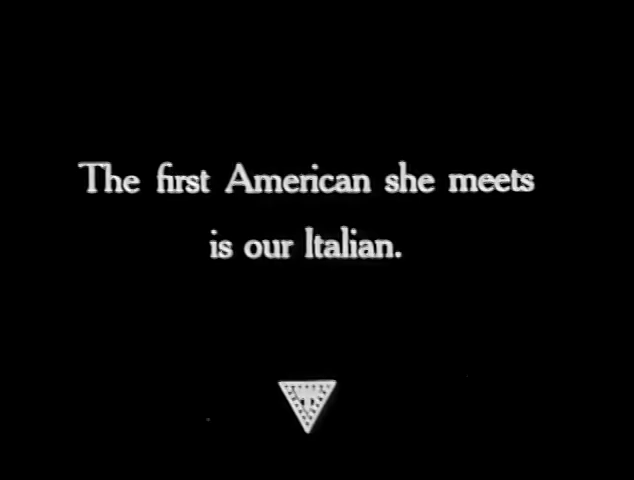 The first American she meets
is our Italian.